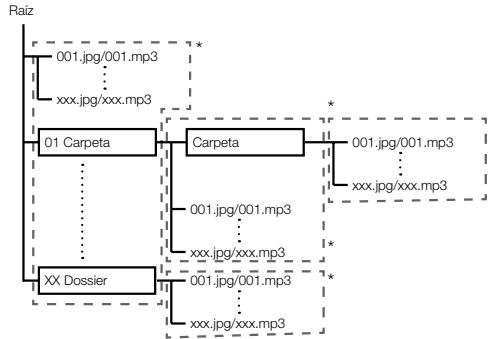 Raíz
*
001.jpg/001.mp3
xxx.jpg/xxx.mp3
*
01 Carpeta
Carpeta
001.jpg/001.mp3
xxx.jpg/xxx.mp3
001.jpg/001.mp3
*
xxx.jpg/xxx.mp3
*
XX Dossier
001.jpg/001.mp3
xxx.jpg/xxx.mp3